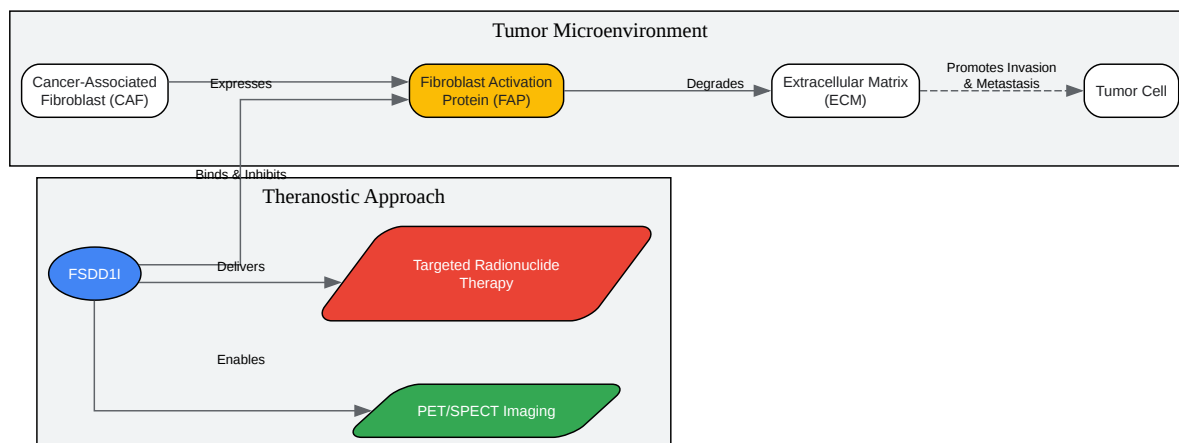 Tumor Microenvironment
Cancer-Associated
Fibroblast (CAF)
Expresses
Fibroblast Activation
Protein (FAP)
Degrades
Extracellular Matrix
(ECM)
Promotes Invasion
& Metastasis
Tumor Cell
Binds & Inhibits
Theranostic Approach
FSDD1I
Delivers
Targeted Radionuclide
Therapy
Enables
PET/SPECT Imaging